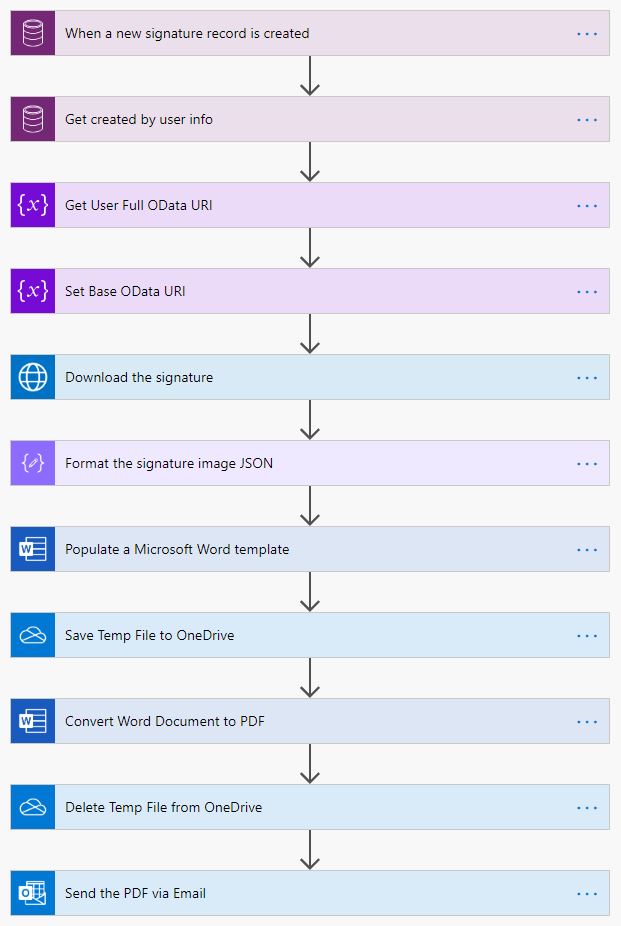 When a new signature record is created
Get created by user info
{x} Get User Full OData URI
{x} Set Base OData URI
Download the signature
Format the signature image JSON
W Populate a Microsoft Word template
Save Temp File to OneDrive
W Convert Word Document to PDF
Delete Temp File from OneDrive
O Send the PDF via Email